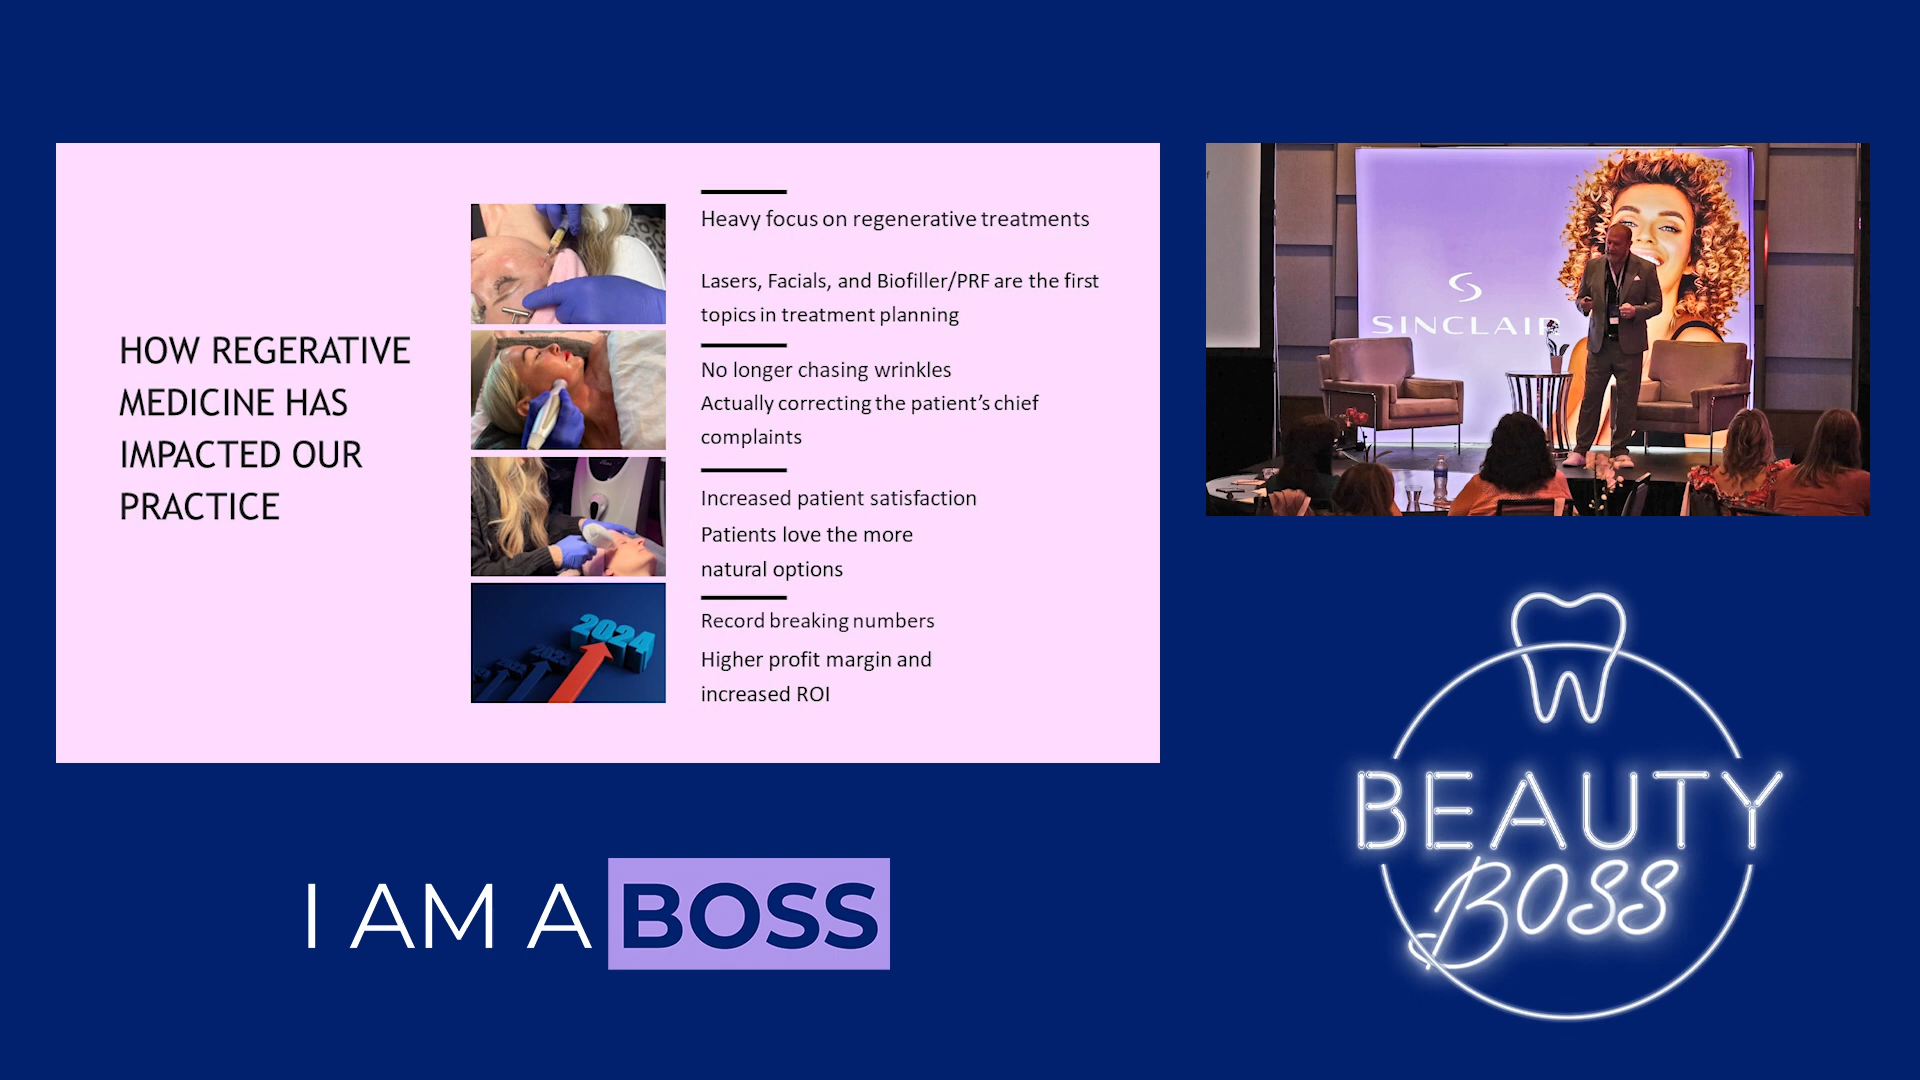 HOW REGERATIVE
MEDICINE HAS
IMPACTED OUR
PRACTICE
Heavy focus on regenerative treatments
Lasers, Facials, and Biofiller/PRF are the first
topics in treatment planning
No longer chasing wrinkles
Actually correcting the patient's chief
complaints
Increased patient satisfaction
Patients love the more
natural options
Record breaking numbers
Higher profit margin and
increased ROI
2024
SINCLAIR
I AM A BOSS
BEAUTY
BOSS